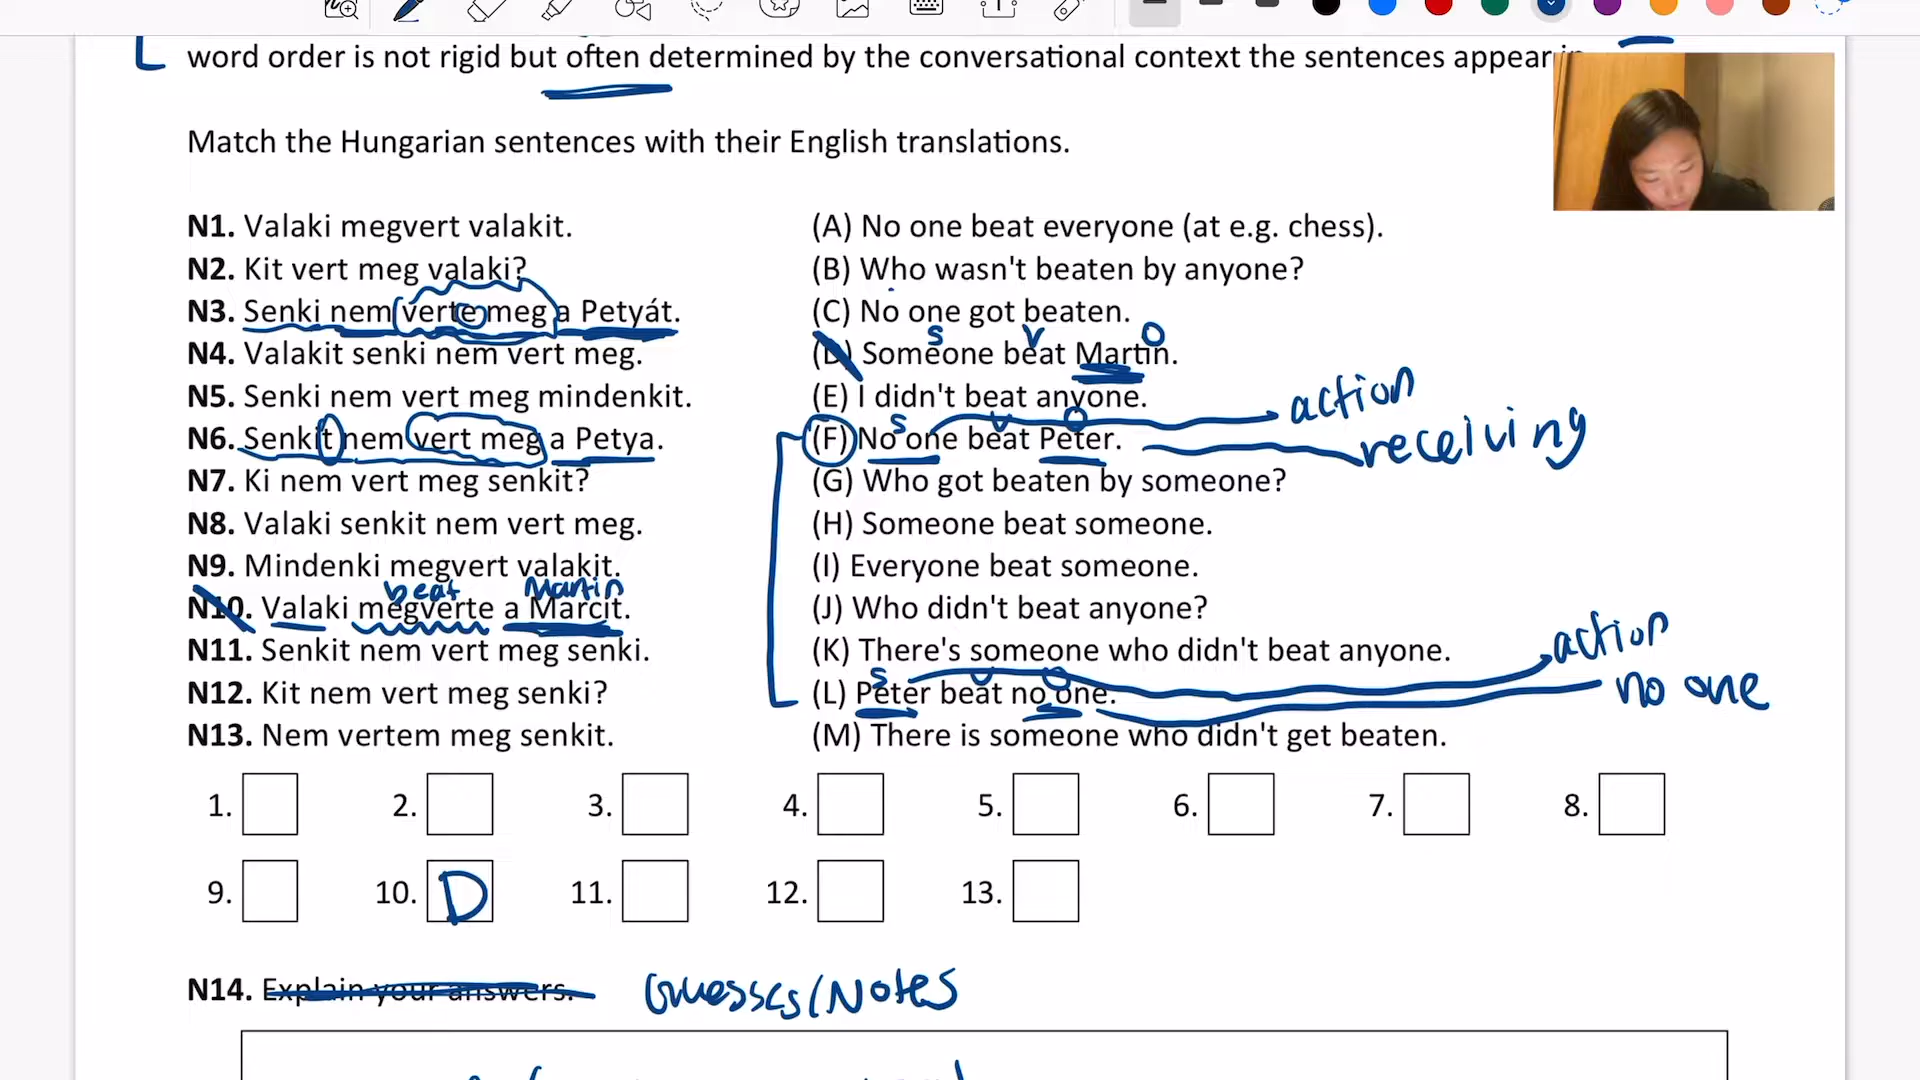 word order is not rigid but often determined by the conversational context the sentences appear in
Match the Hungarian sentences with their English translations.
N1. Valaki megvert valakit.
N2. Kit vert meg valaki?
N3. Senki nem verte meg a Petyát.
N4. Valakit senki nem vert meg.
N5. Senki nem vert meg mindenkit.
N6. Senkit nem vert meg a Petya.
N7. Ki nem vert meg senkit?
N8. Valaki senkit nem vert meg.
N9. Mindenki megvert valakit.
beat Martin
N10. Valaki megverte a Marcit.
N11. Senkit nem vert meg senki.
N12. Kit nem vert meg senki?
N13. Nem vertem meg senkit.
(A) No one beat everyone (at e.g. chess).
(B) Who wasn't beaten by anyone?
(C) No one got beaten.
S V O
(D) Someone beat Martin.
(E) I didn't beat anyone.
action
S V O
(F) No one beat Peter.
receiving
(G) Who got beaten by someone?
(H) Someone beat someone.
(I) Everyone beat someone.
(J) Who didn't beat anyone?
(K) There's someone who didn't beat anyone.
action
S V O
(L) Peter beat no one.
no one
(M) There is someone who didn't get beaten.
1. 2. 3. 4. 5. 6. 7. 8.
9. 10. D 11. 12. 13.
N14. Explain your answers. Guesses/Notes